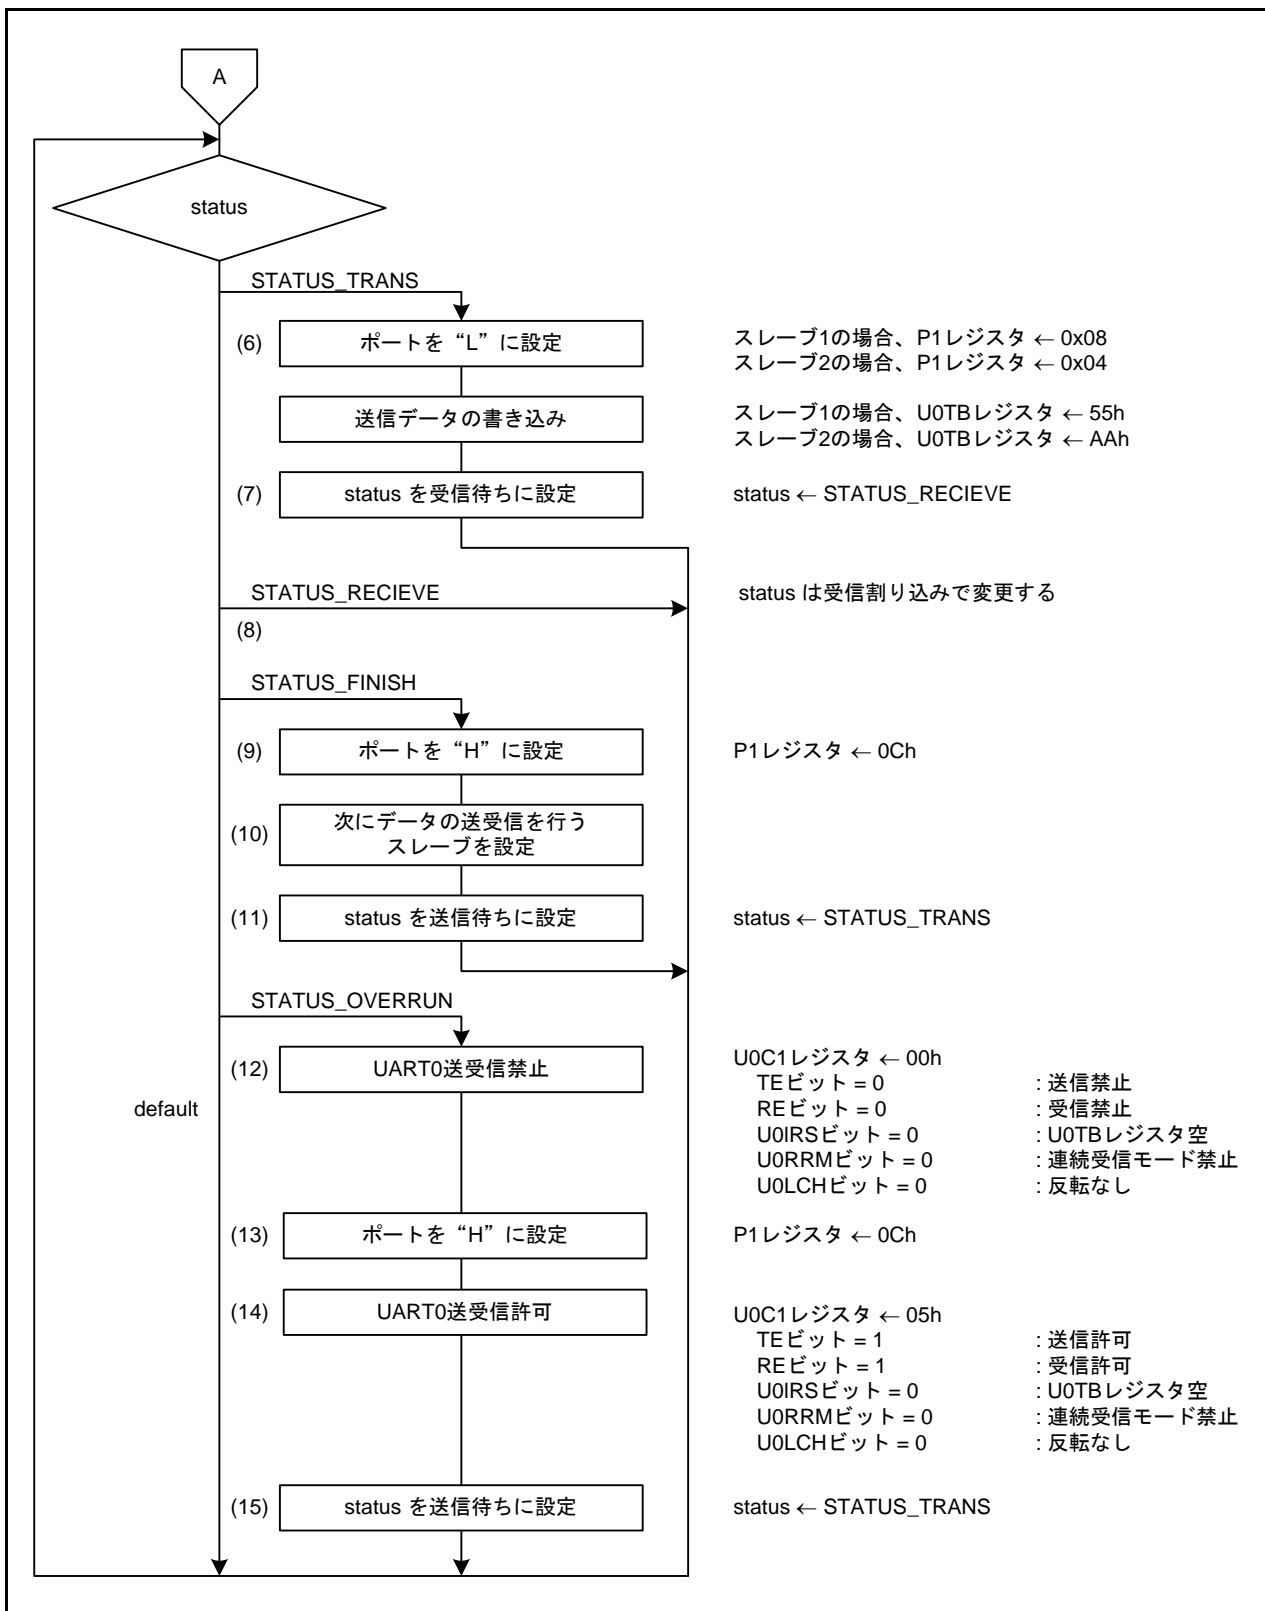 A
status
STATUS_TRANS
(6) ポートを“L”に設定 スレーブ1の場合、P1レジスタ ← 0x08
スレーブ2の場合、P1レジスタ ← 0x04
送信データの書き込み スレーブ1の場合、U0TBレジスタ ← 55h
スレーブ2の場合、U0TBレジスタ ← AAh
(7) status を受信待ちに設定 status ← STATUS_RECIEVE
STATUS_RECIEVE status は受信割り込みで変更する
(8)
STATUS_FINISH
(9) ポートを“H”に設定 P1レジスタ ← 0Ch
(10) 次にデータの送受信を行う
スレーブを設定
(11) status を送信待ちに設定 status ← STATUS_TRANS
STATUS_OVERRUN
(12) UART0送受信禁止 U0C1レジスタ ← 00h
TEビット = 0 : 送信禁止
default REビット = 0 : 受信禁止
U0IRSビット = 0 : U0TBレジスタ空
U0RRMビット = 0 : 連続受信モード禁止
U0LCHビット = 0 : 反転なし
(13) ポートを“H”に設定 P1レジスタ ← 0Ch
(14) UART0送受信許可 U0C1レジスタ ← 05h
TEビット = 1 : 送信許可
REビット = 1 : 受信許可
U0IRSビット = 0 : U0TBレジスタ空
U0RRMビット = 0 : 連続受信モード禁止
U0LCHビット = 0 : 反転なし
(15) status を送信待ちに設定 status ← STATUS_TRANS